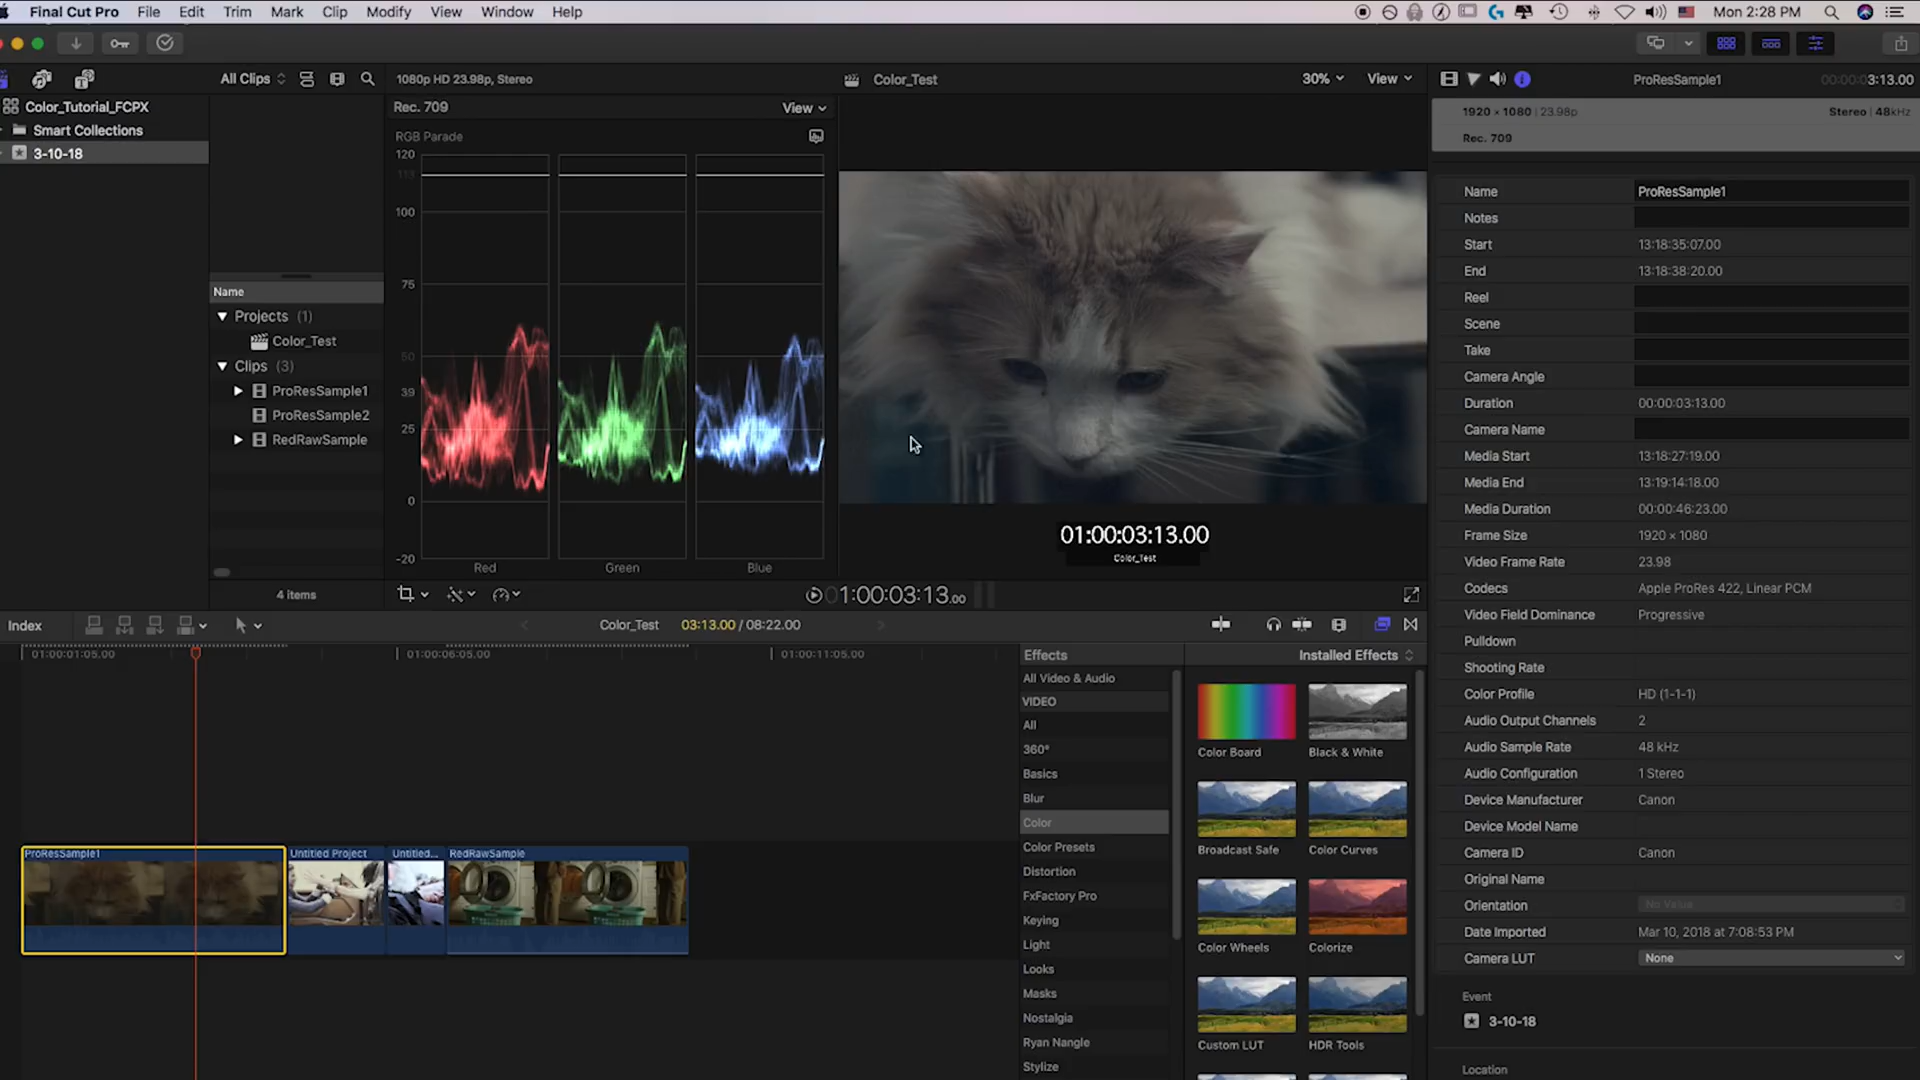 Final Cut Pro File Edit Trim Mark Clip Modify View Window Help Mon 2:28 PM
All Clips 1080p HD 23.98p, Stereo Color_Test 30% View ProResSample1 00:00:03:13.00
Color_Tutorial_FCPX
Smart Collections
3-10-18
Name
Projects (1)
Color_Test
Clips (3)
ProResSample1
ProResSample2
RedRawSample
4 items
Rec. 709 View
RGB Parade
120
113
100
75
50
39
25
0
-20
Red Green Blue
01:00:03:13.00
Color_Test
01:00:03:13.00
1920 × 1080 | 23.98p Stereo | 48kHz
Rec. 709
Name ProResSample1
Notes
Start 13:18:35:07.00
End 13:18:38:20.00
Reel
Scene
Take
Camera Angle
Duration 00:00:03:13.00
Camera Name
Media Start 13:18:27:19.00
Media End 13:19:14:18.00
Media Duration 00:00:46:23.00
Frame Size 1920 × 1080
Video Frame Rate 23.98
Codecs Apple ProRes 422, Linear PCM
Video Field Dominance Progressive
Pulldown
Shooting Rate
Color Profile HD (1-1-1)
Audio Output Channels 2
Audio Sample Rate 48 kHz
Audio Configuration 1 Stereo
Device Manufacturer Canon
Device Model Name
Camera ID Canon
Original Name
Orientation No Value
Date Imported Mar 10, 2018 at 7:08:53 PM
Camera LUT None
Event
3-10-18
Location
Index Color_Test 03:13.00 / 08:22.00
01:00:01:05.00 01:00:06:05.00 01:00:11:05.00
ProResSample1 Untitled Project Untitled... RedRawSample
Effects Installed Effects
All Video & Audio
VIDEO
All
360°
Basics
Blur
Color
Color Presets
Distortion
FxFactory Pro
Keying
Light
Looks
Masks
Nostalgia
Ryan Nangle
Stylize
Color Board Black & White
Broadcast Safe Color Curves
Color Wheels Colorize
Custom LUT HDR Tools